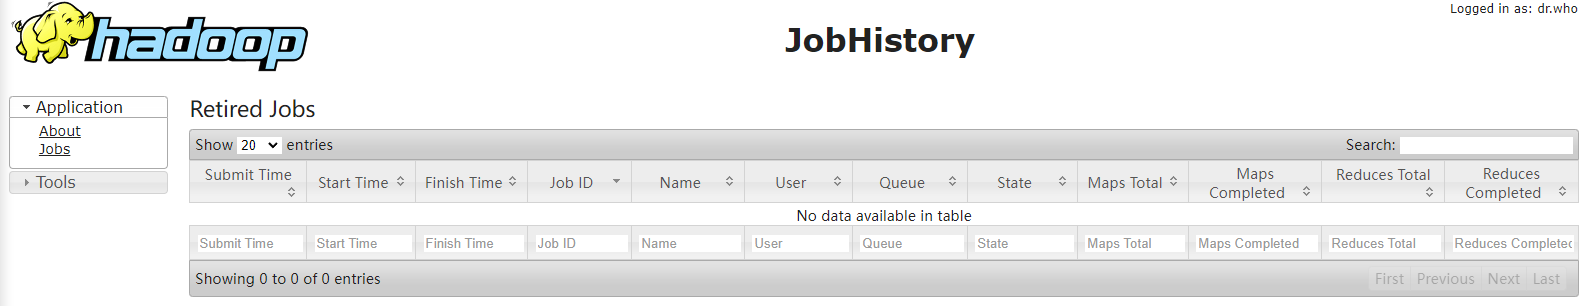 Logged in as: dr.who
hadoop
JobHistory
Application
About
Jobs
Tools
Retired Jobs
Show 20 entries
Search:
Submit Time Start Time Finish Time Job ID Name User Queue State Maps Total Maps Completed Reduces Total Reduces Completed
No data available in table
Submit Time Start Time Finish Time Job ID Name User Queue State Maps Total Maps Completed Reduces Total Reduces Completed
Showing 0 to 0 of 0 entries
First Previous Next Last